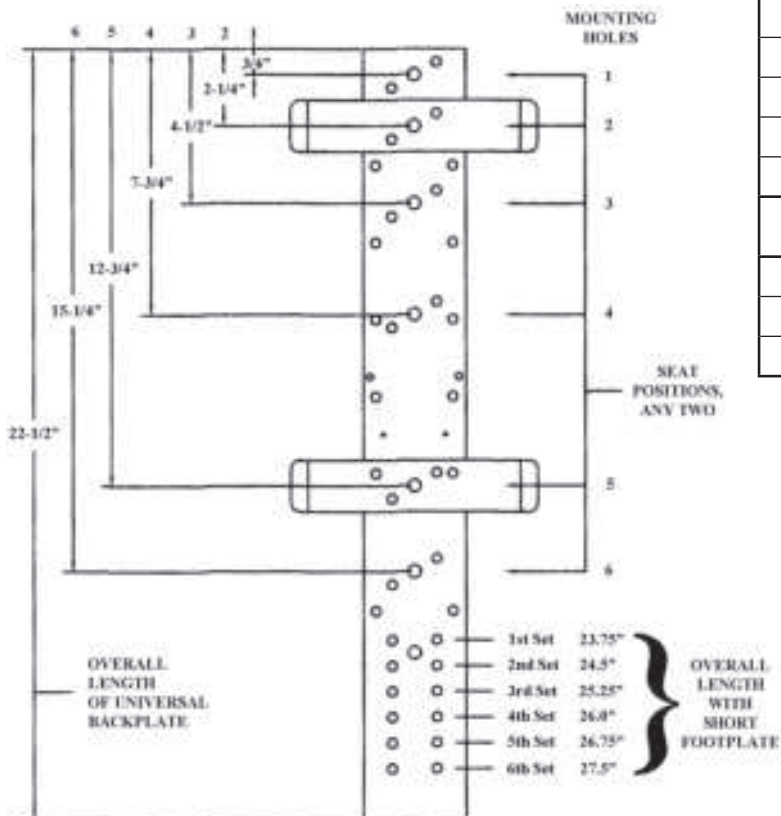 6 5 4 3 2 1
MOUNTING
HOLES
3/4"
2-1/4"
4-1/2"
7-3/4"
12-3/4"
15-1/4"
22-1/2"
1
2
3
4
5
6
SEAT
POSITIONS,
ANY TWO
OVERALL
LENGTH
OF UNIVERSAL
BACKPLATE
1st Set 23.75"
2nd Set 24.5"
3rd Set 25.25"
4th Set 26.0"
5th Set 26.75"
6th Set 27.5"
OVERALL
LENGTH
WITH
SHORT
FOOTPLATE